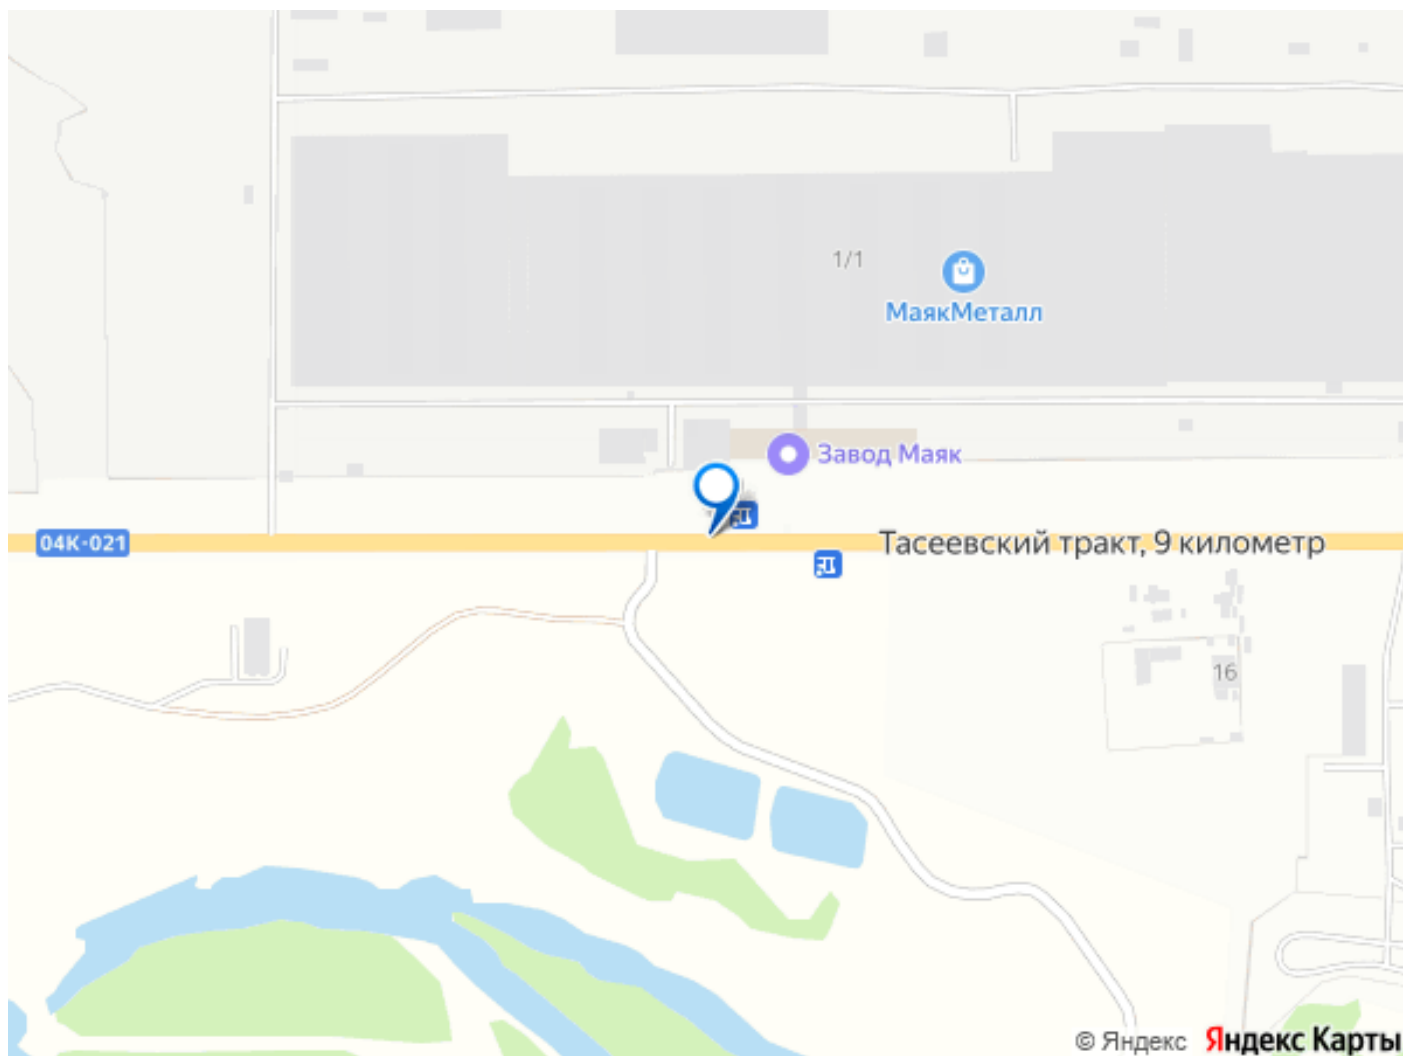 1/1
МаякМеталл
Завод Маяк
04К-021
Тасеевский тракт, 9 километр
16
© Яндекс Яндекс Карты